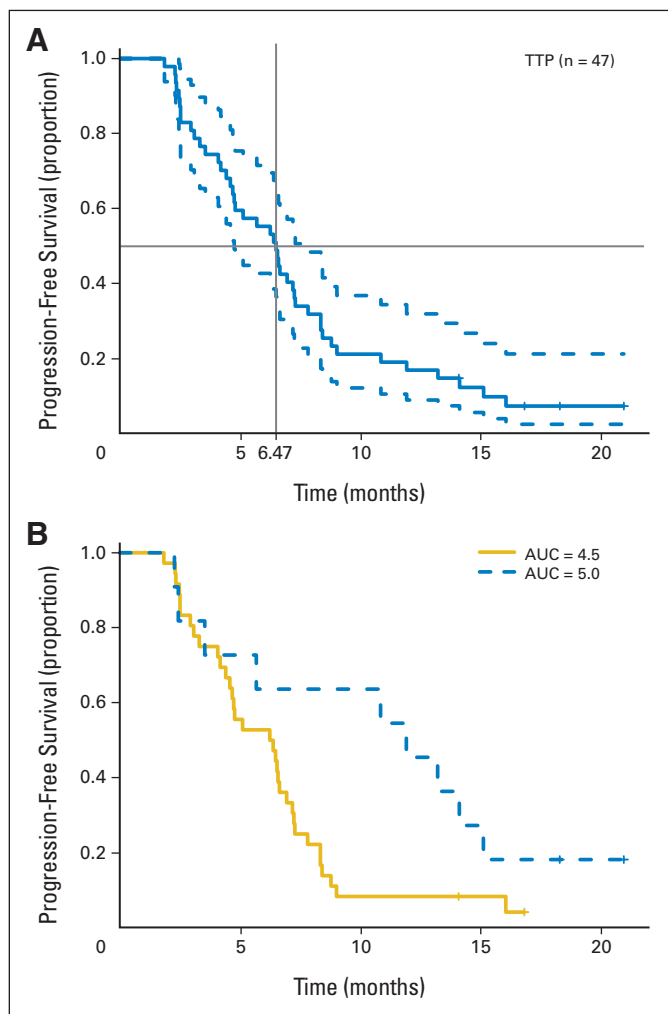 A
TTP (n = 47)
Progression-Free Survival (proportion)
1.0
0.8
0.6
0.4
0.2
0
5
6.47
10
15
20
Time (months)
B
AUC = 4.5
AUC = 5.0
Progression-Free Survival (proportion)
1.0
0.8
0.6
0.4
0.2
0
5
10
15
20
Time (months)